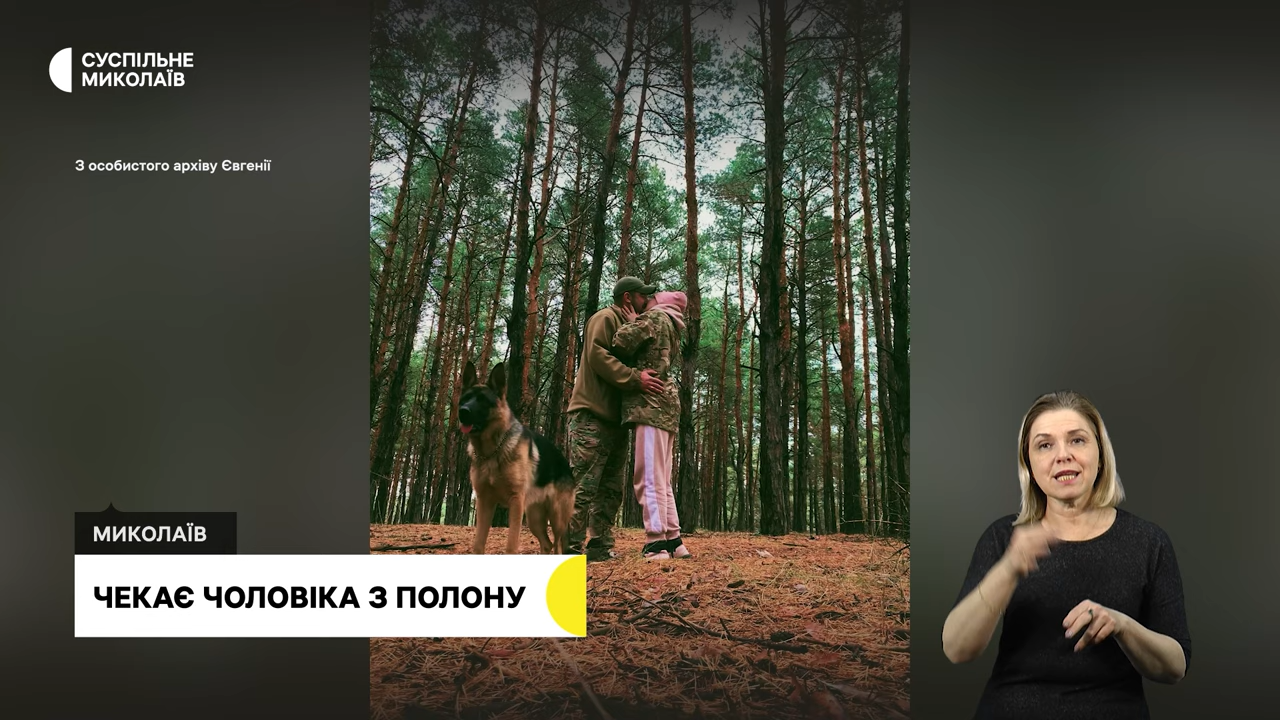 СУСПІЛЬНЕ
МИКОЛАЇВ
З особистого архіву Євгенії
МИКОЛАЇВ
ЧЕКАЄ ЧОЛОВІКА З ПОЛОНУ